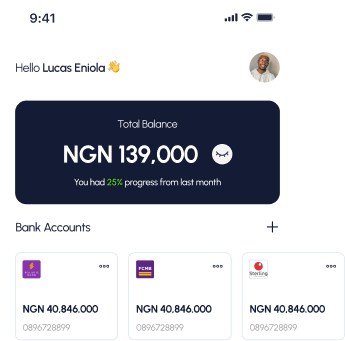 9:41
Hello Lucas Eniola 👋
Total Balance
NGN 139,000
You had 25% progress from last month
Bank Accounts
FCMB
Sterling
NGN 40,846.000
NGN 40,846.000
NGN 40,846.000
0896728899
0896728899
0896728899